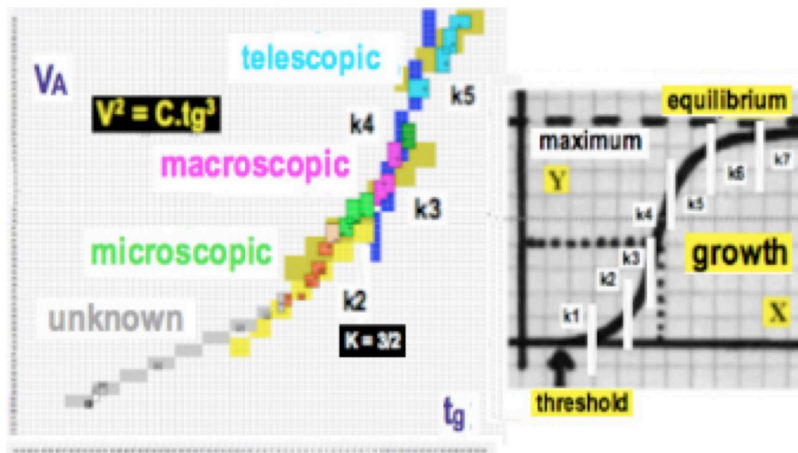 telescopic
VA
k5
V² = C.tg³
k4
macroscopic
k3
microscopic
k2
unknown
K = 3/2
tg
equilibrium
maximum
k7
Y
k6
k5
k4
growth
k3
k2
k1
X
threshold